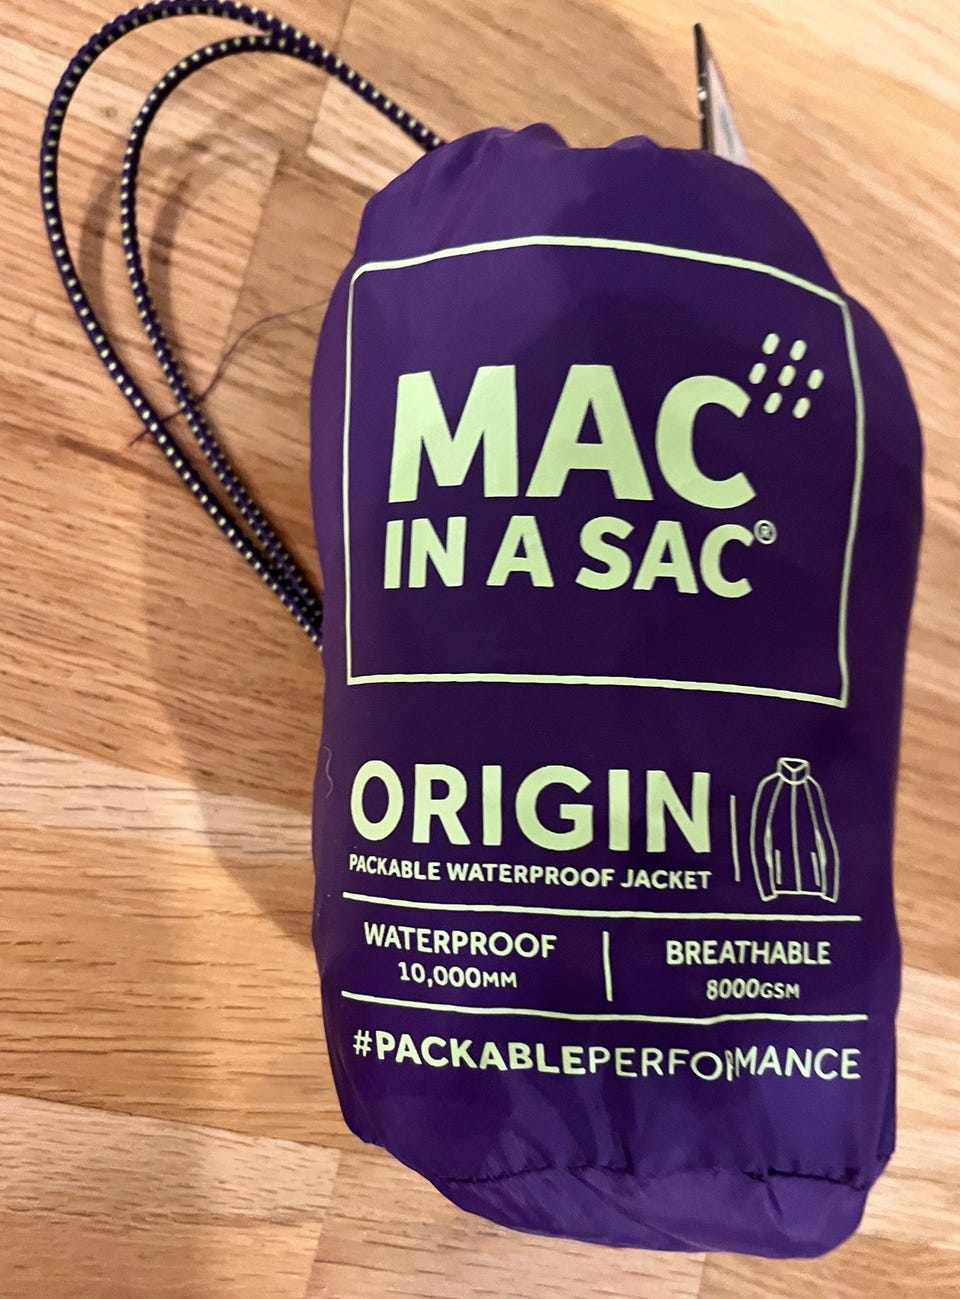 MAC
IN A SAC®
ORIGIN
PACKABLE WATERPROOF JACKET
WATERPROOF
10,000MM
BREATHABLE
8000GSM
#PACKABLEPERFORMANCE